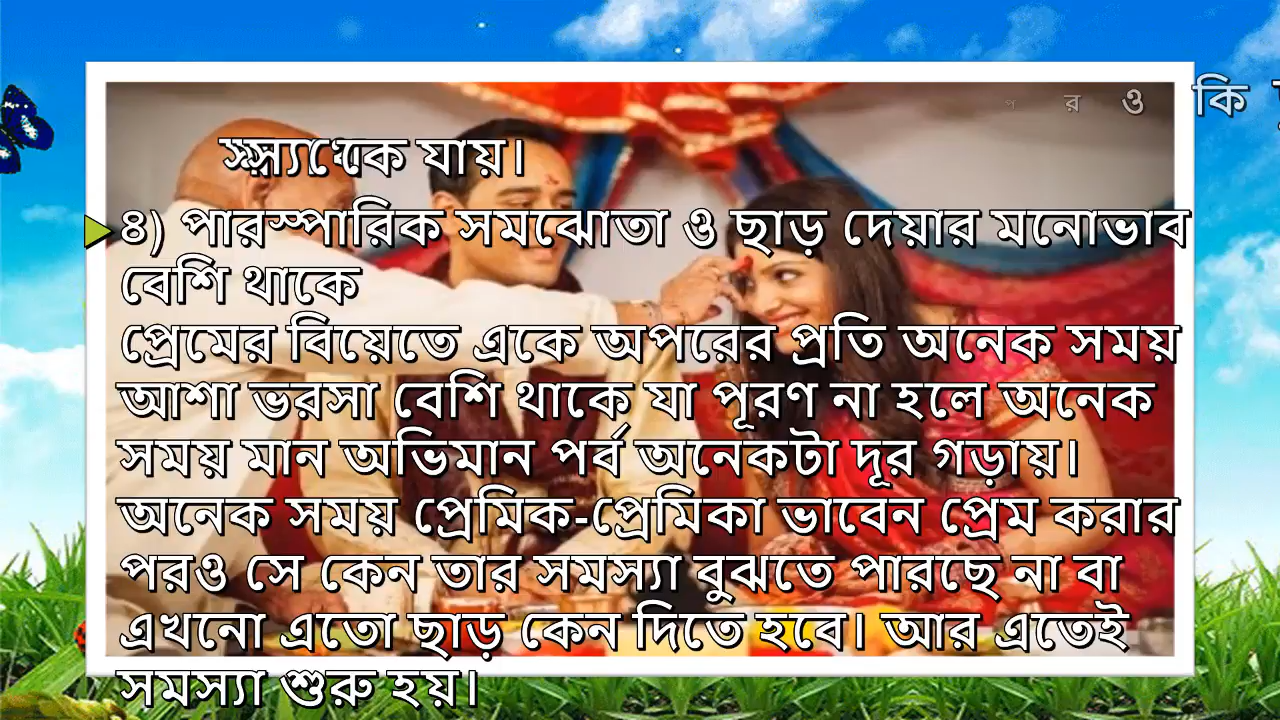 প র ও কি
থেকে যায়।
৪) পারস্পারিক সমঝোতা ও ছাড় দেয়ার মনোভাব
বেশি থাকে
প্রেমের বিয়েতে একে অপরের প্রতি অনেক সময়
আশা ভরসা বেশি থাকে যা পূরণ না হলে অনেক
সময় মান অভিমান পর্ব অনেকটা দূর গড়ায়।
অনেক সময় প্রেমিক-প্রেমিকা ভাবেন প্রেম করার
পরও সে কেন তার সমস্যা বুঝতে পারছে না বা
এখনো এতো ছাড় কেন দিতে হবে। আর এতেই
সমস্যা শুরু হয়।